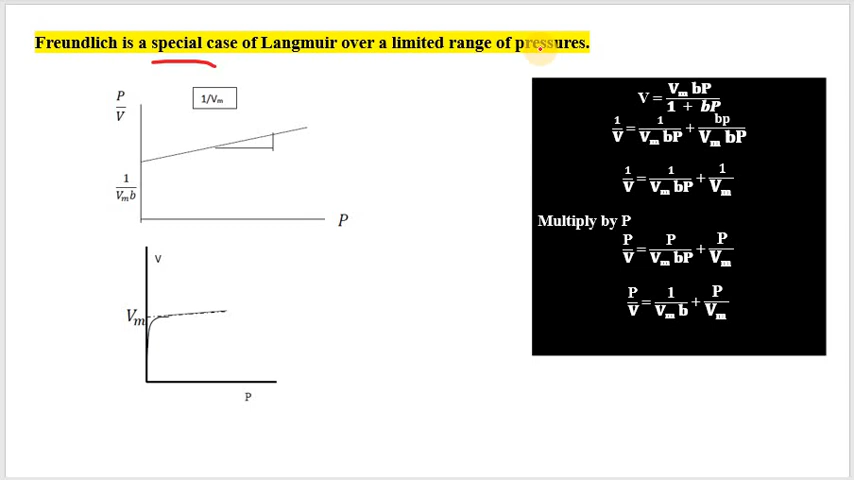 Freundlich is a special case of Langmuir over a limited range of pressures.
P/V
1/Vₘ
1/(Vₘb)
P
V
Vₘ
P
V = Vₘ bP / (1 + bP)
1/V = 1/(Vₘ bP) + bp/(Vₘ bP)
1/V = 1/(Vₘ bP) + 1/Vₘ
Multiply by P
P/V = P/(Vₘ bP) + P/Vₘ
P/V = 1/(Vₘ b) + P/Vₘ